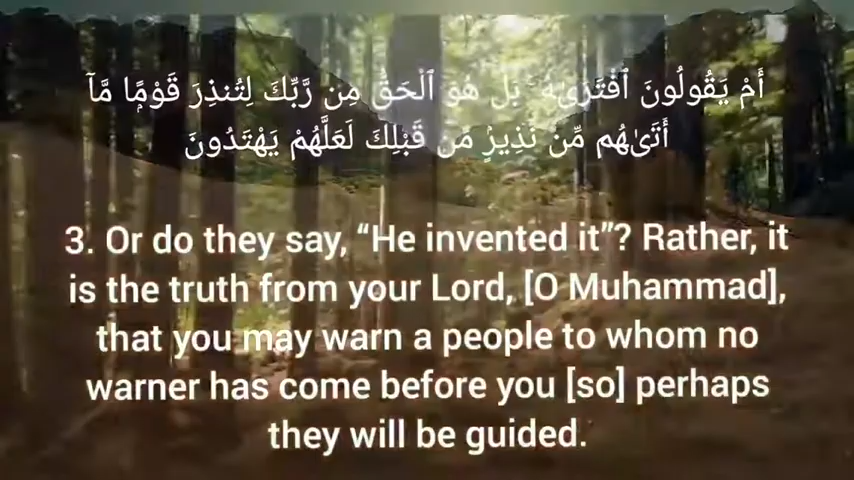 أَمْ يَقُولُونَ ٱفْتَرَىٰهُ ۚ بَلْ هُوَ ٱلْحَقُّ مِن رَّبِّكَ لِتُنذِرَ قَوْمًا مَّآ
أَتَىٰهُم مِّن نَّذِيرٍ مِّن قَبْلِكَ لَعَلَّهُمْ يَهْتَدُونَ
3. Or do they say, “He invented it”? Rather, it
is the truth from your Lord, [O Muhammad],
that you may warn a people to whom no
warner has come before you [so] perhaps
they will be guided.